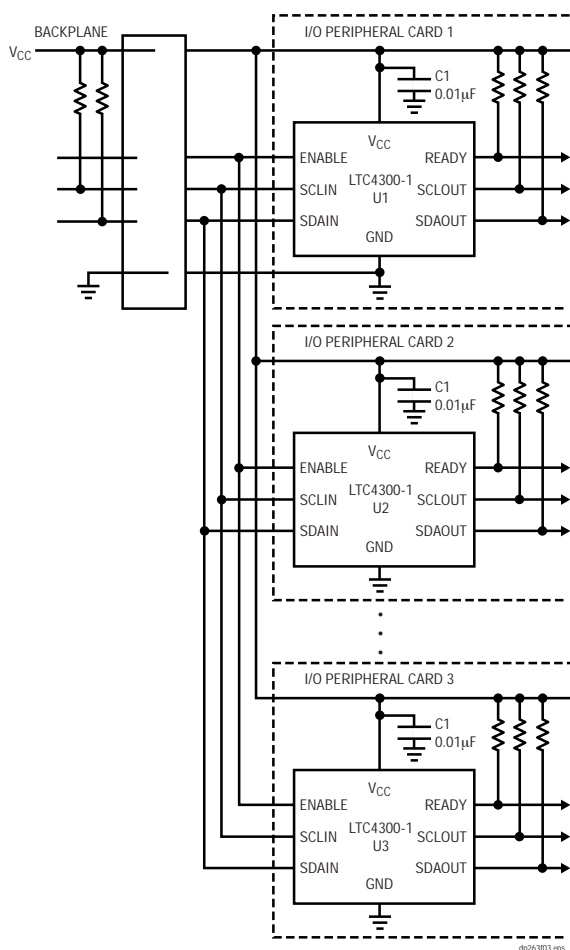 BACKPLANE
VCC
I/O PERIPHERAL CARD 1
C1
0.01µF
VCC
ENABLE
READY
LTC4300-1
SCLIN
SCLOUT
U1
SDAIN
SDAOUT
GND
I/O PERIPHERAL CARD 2
C1
0.01µF
VCC
ENABLE
READY
LTC4300-1
SCLIN
SCLOUT
U2
SDAIN
SDAOUT
GND
I/O PERIPHERAL CARD 3
C1
0.01µF
VCC
ENABLE
READY
LTC4300-1
SCLIN
SCLOUT
U3
SDAIN
SDAOUT
GND
dn263f03.eps